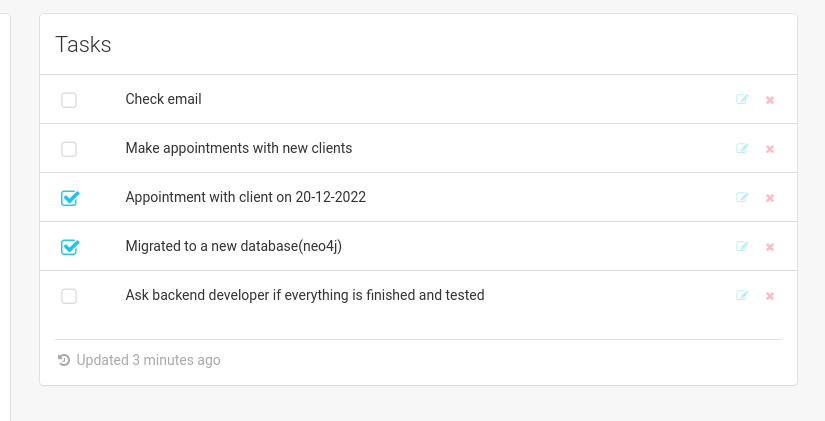 Tasks
Check email
Make appointments with new clients
Appointment with client on 20-12-2022
Migrated to a new database(neo4j)
Ask backend developer if everything is finished and tested
Updated 3 minutes ago